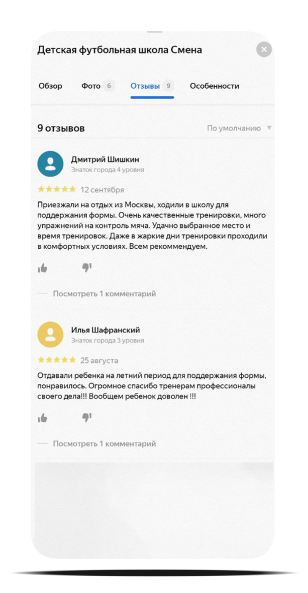 Детская футбольная школа Смена
Обзор Фото 6 Отзывы 9 Особенности
9 отзывов По умолчанию
Дмитрий Шишкин
Знаток города 4 уровня
12 сентября
Приезжали на отдых из Москвы, ходили в школу для
поддержания формы. Очень качественные тренировки, много
упражнений на контроль мяча. Удачно выбранное место и
время тренировок. Даже в жаркие дни тренировки проходили
в комфортных условиях. Всем рекоммендуем.
Посмотреть 1 комментарий
Илья Шафранский
Знаток города 3 уровня
25 августа
Отдавали ребенка на летний период для поддержания формы,
понравилось. Огромное спасибо тренерам профессионалы
своего дела!!! Вообщем ребенок доволен !!!
Посмотреть 1 комментарий